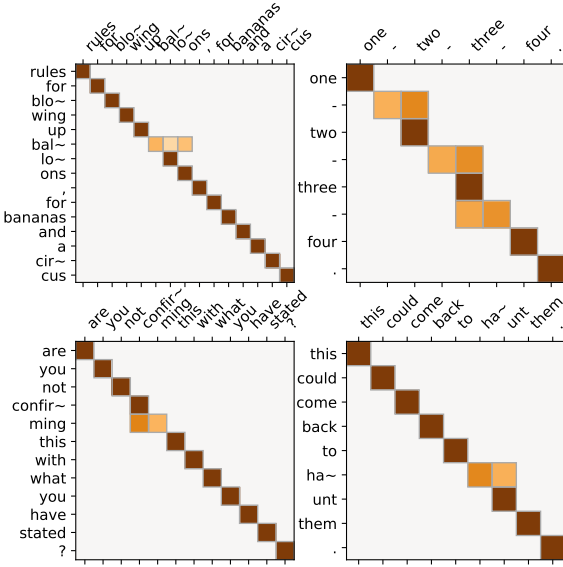 rules for blo~ wing up bal~ lo~ ons , for bananas and a cir~ cus
rules
for
blo~
wing
up
bal~
lo~
ons
,
for
bananas
and
a
cir~
cus
one - two - three - four .
one
-
two
-
three
-
four
.
are you not confir~ ming this with what you have stated ?
are
you
not
confir~
ming
this
with
what
you
have
stated
?
this could come back to ha~ unt them .
this
could
come
back
to
ha~
unt
them
.